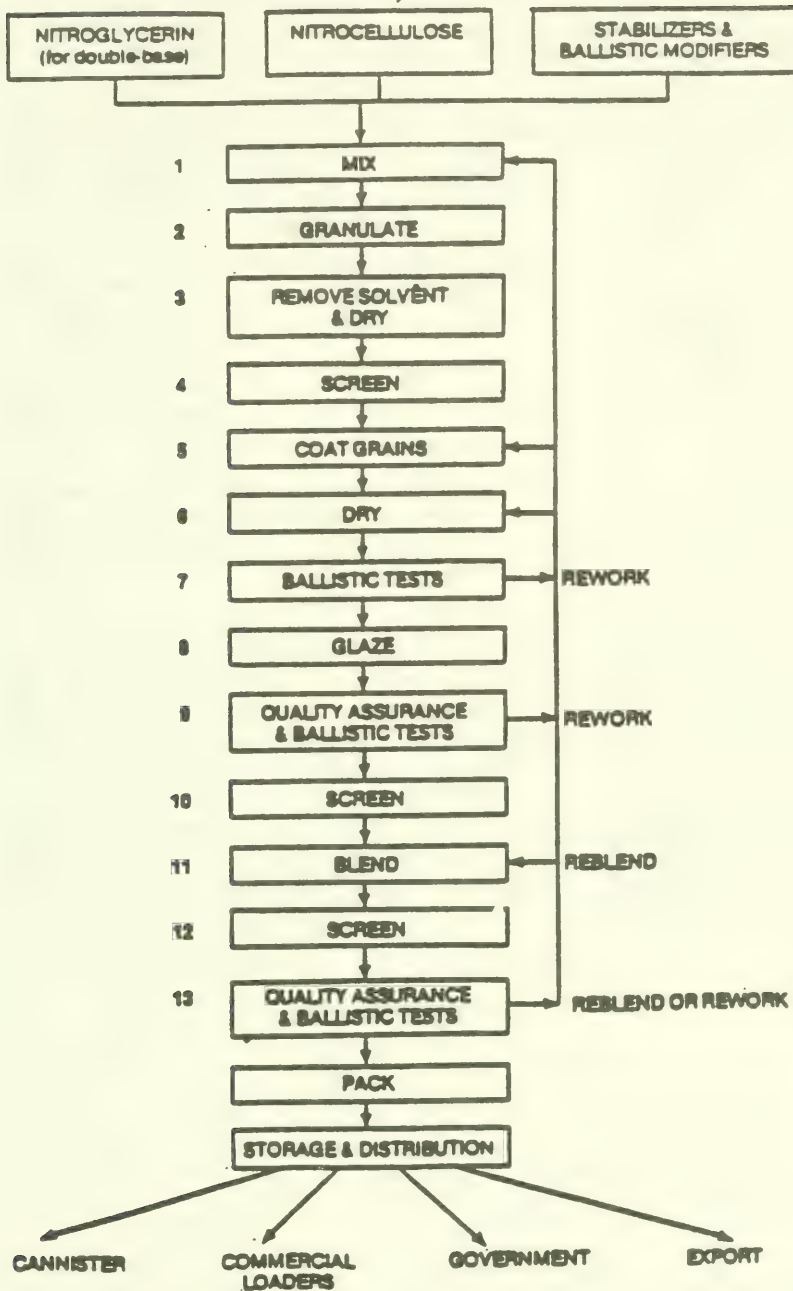 NITROGLYCERIN
(for double-base)
NITROCELLULOSE
STABILIZERS &
BALLISTIC MODIFIERS
1 MIX
2 GRANULATE
3 REMOVE SOLVENT
& DRY
4 SCREEN
5 COAT GRAINS
6 DRY
7 BALLISTIC TESTS REWORK
8 GLAZE
9 QUALITY ASSURANCE
& BALLISTIC TESTS REWORK
10 SCREEN
11 BLEND REBLEND
12 SCREEN
13 QUALITY ASSURANCE
& BALLISTIC TESTS REBLEND OR REWORK
PACK
STORAGE & DISTRIBUTION
CANNISTER
COMMERCIAL
LOADERS
GOVERNMENT
EXPORT